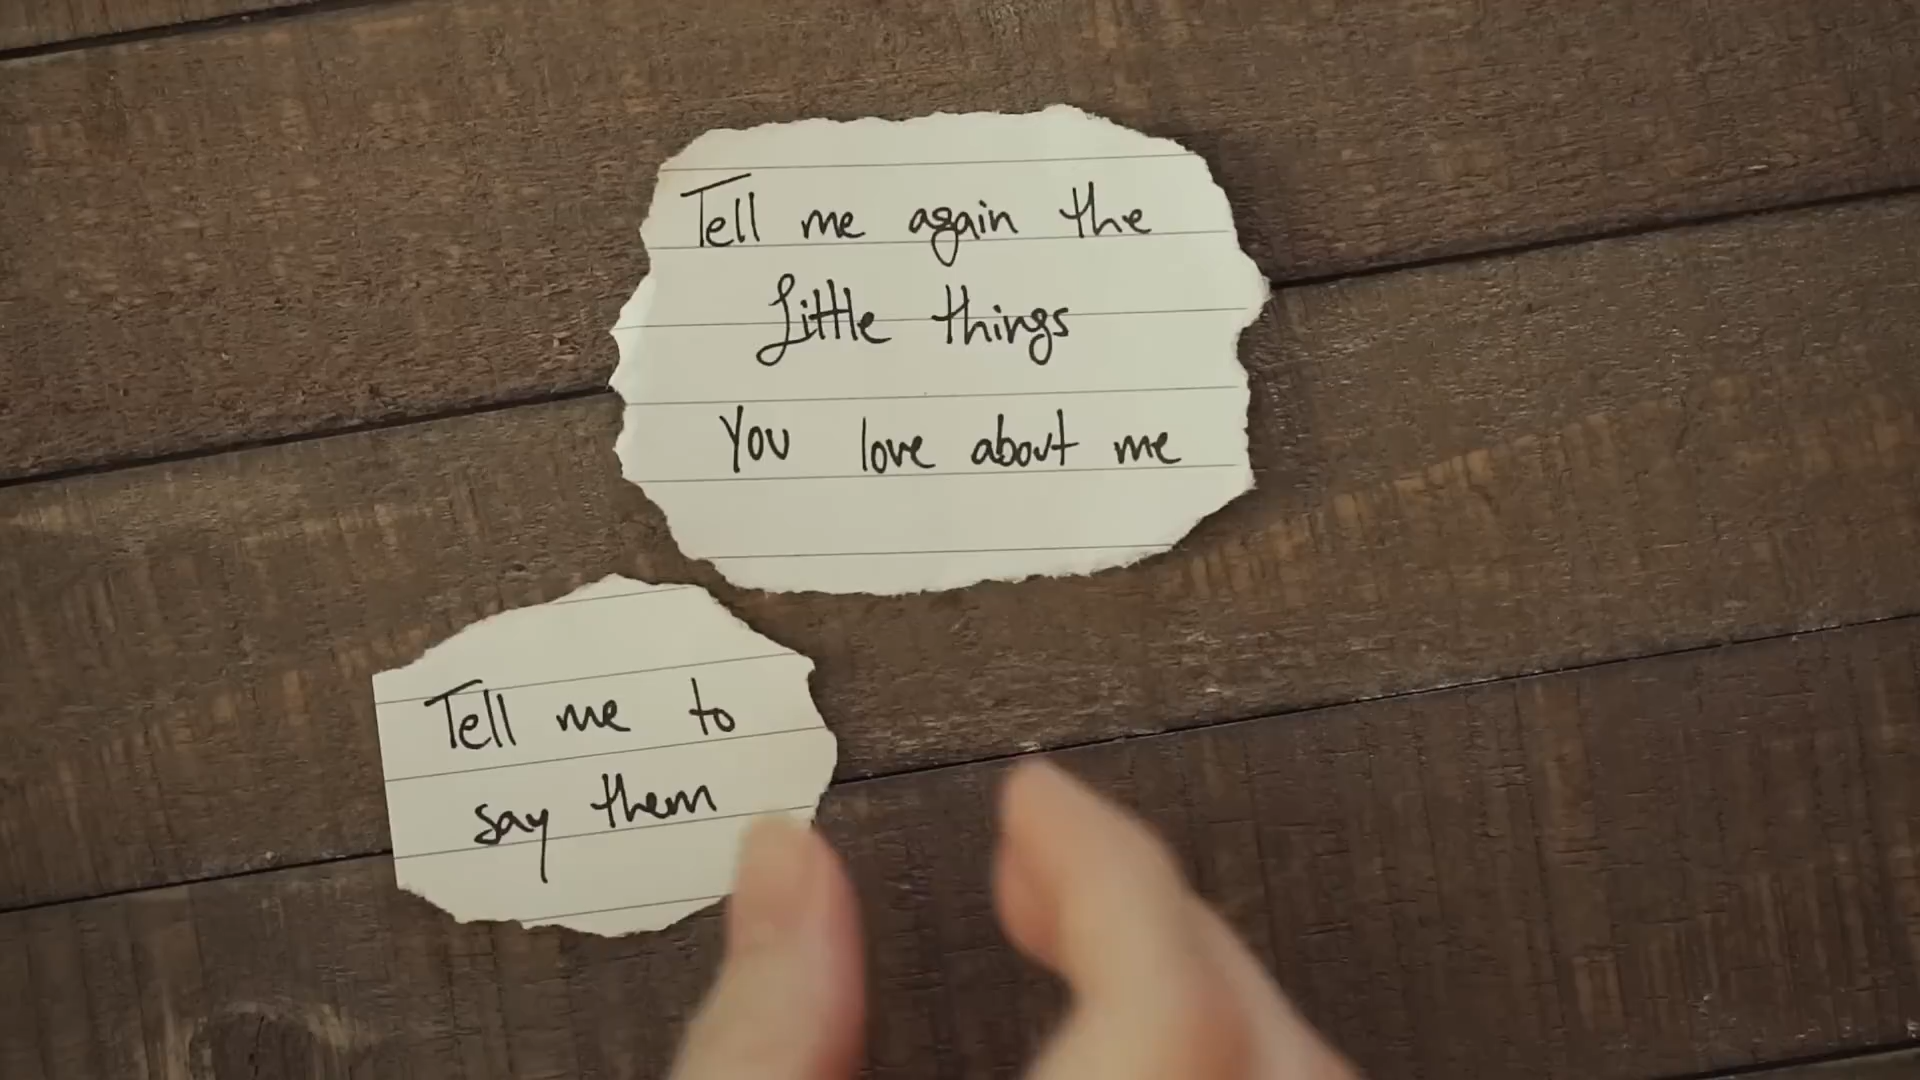 Tell me again the
Little things
You love about me
Tell me to
say them